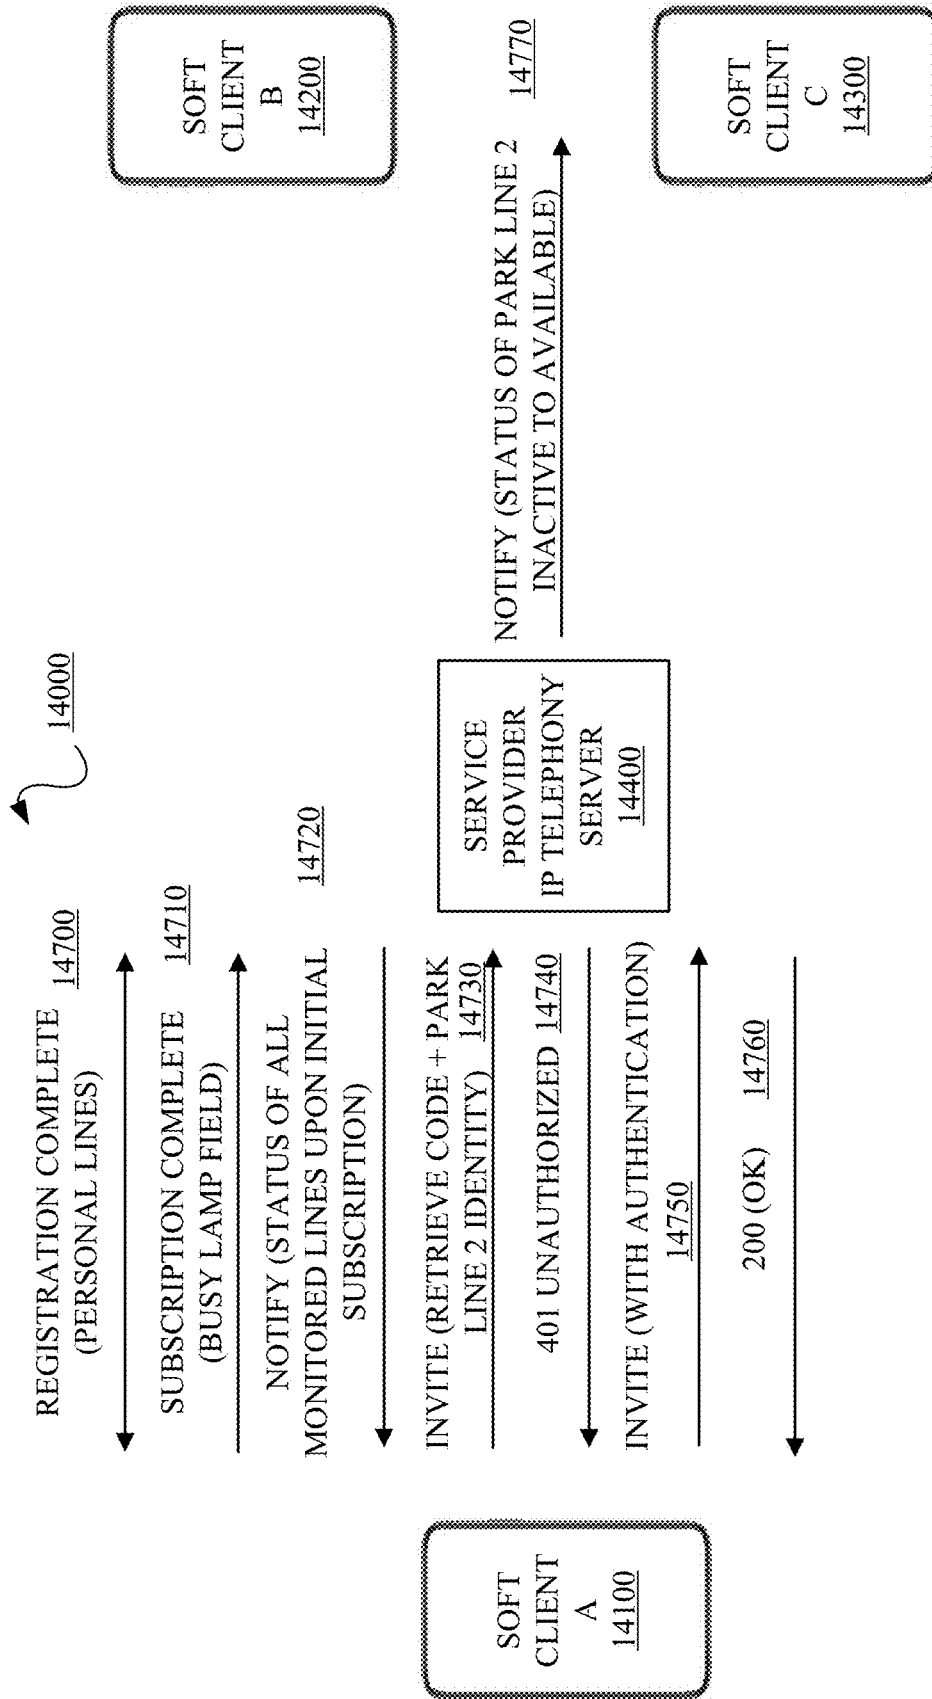 14000
REGISTRATION COMPLETE
(PERSONAL LINES)
14700
SUBSCRIPTION COMPLETE
(BUSY LAMP FIELD)
14710
NOTIFY (STATUS OF ALL
MONITORED LINES UPON INITIAL
SUBSCRIPTION)
14720
INVITE (RETRIEVE CODE + PARK
LINE 2 IDENTITY)
14730
401 UNAUTHORIZED
14740
INVITE (WITH AUTHENTICATION)
14750
200 (OK)
14760
SOFT
CLIENT
A
14100
SERVICE
PROVIDER
IP TELEPHONY
SERVER
14400
NOTIFY (STATUS OF PARK LINE 2
INACTIVE TO AVAILABLE)
14770
SOFT
CLIENT
B
14200
SOFT
CLIENT
C
14300